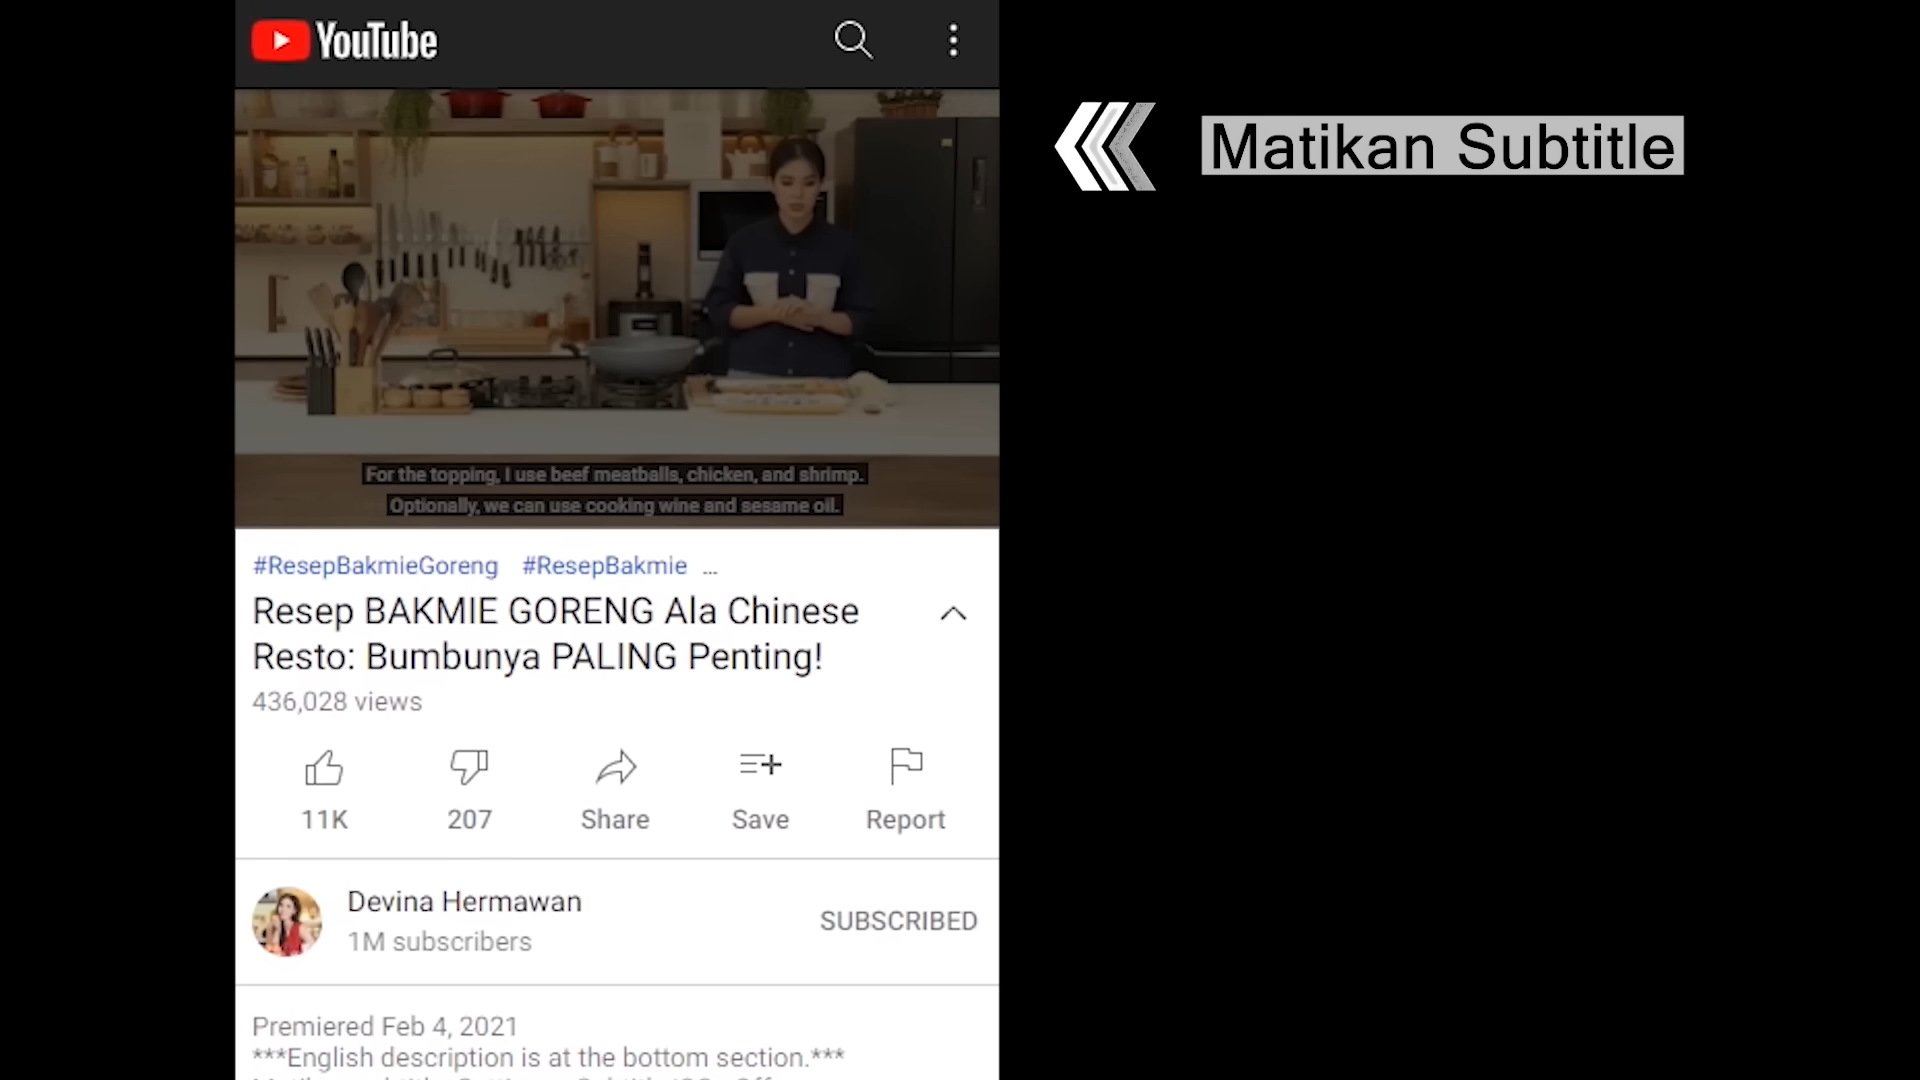 YouTube
Matikan Subtitle
For the topping, I use beef meatballs, chicken, and shrimp.
Optionally, we can use cooking wine and sesame oil.
#ResepBakmieGoreng #ResepBakmie ...
Resep BAKMIE GORENG Ala Chinese
Resto: Bumbunya PALING Penting!
436,028 views
11K
207
Share
Save
Report
Devina Hermawan
1M subscribers
SUBSCRIBED
Premiered Feb 4, 2021
***English description is at the bottom section.***